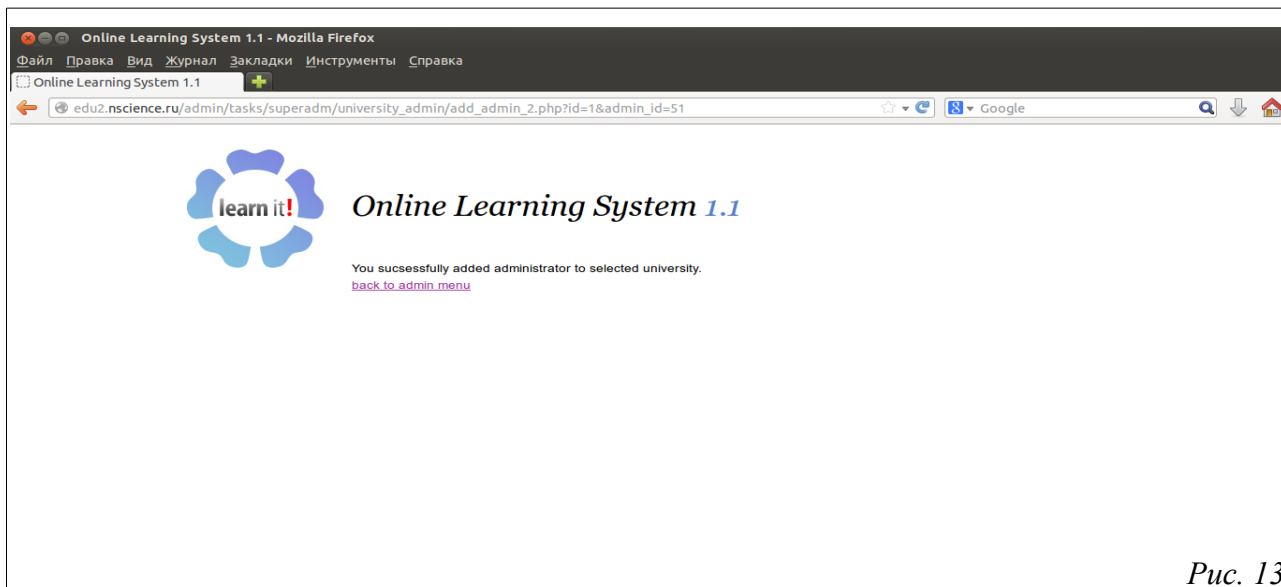 Online Learning System 1.1 - Mozilla Firefox
Файл Правка Вид Журнал Закладки Инструменты Справка
Online Learning System 1.1
edu2.nscience.ru/admin/tasks/superadm/university_admin/add_admin_2.php?id=1&admin_id=51
Google
learn it!
Online Learning System 1.1
You sucsessfully added administrator to selected university.
back to admin menu
Рис. 13